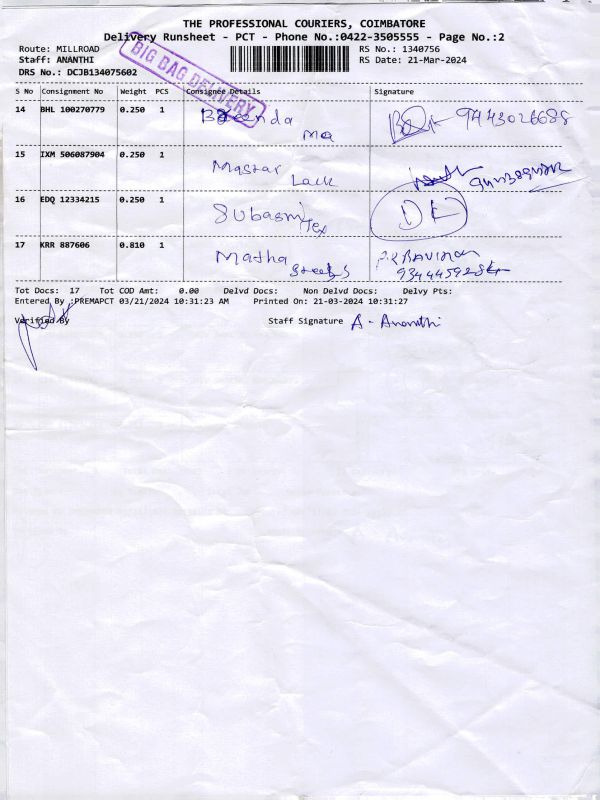 THE PROFESSIONAL COURIERS, COIMBATORE
Delivery Runsheet - PCT - Phone No.:0422-3505555 - Page No.:2
Route: MILLROAD RS No.: 1340756
Staff: ANANTHI RS Date: 21-Mar-2024
DRS No.: DCJB134075602
BIG BAG DELIVERY
S No Consignment No Weight PCS Consignee Details Signature
14 BHL 100270779 0.250 1 9443026688
Ma
15 IXM 506087904 0.250 1 Mastar
Lack
16 EDQ 12334215 0.250 1 Subasmi
Tex DL
17 KRR 887606 0.810 1 Matha
Steels
Tot Docs: 17 Tot COD Amt: 0.00 Delvd Docs: Non Delvd Docs: Delvy Pts:
Entered By :PREMAPCT 03/21/2024 10:31:23 AM Printed On: 21-03-2024 10:31:27
Verified By Staff Signature A - Ananthi